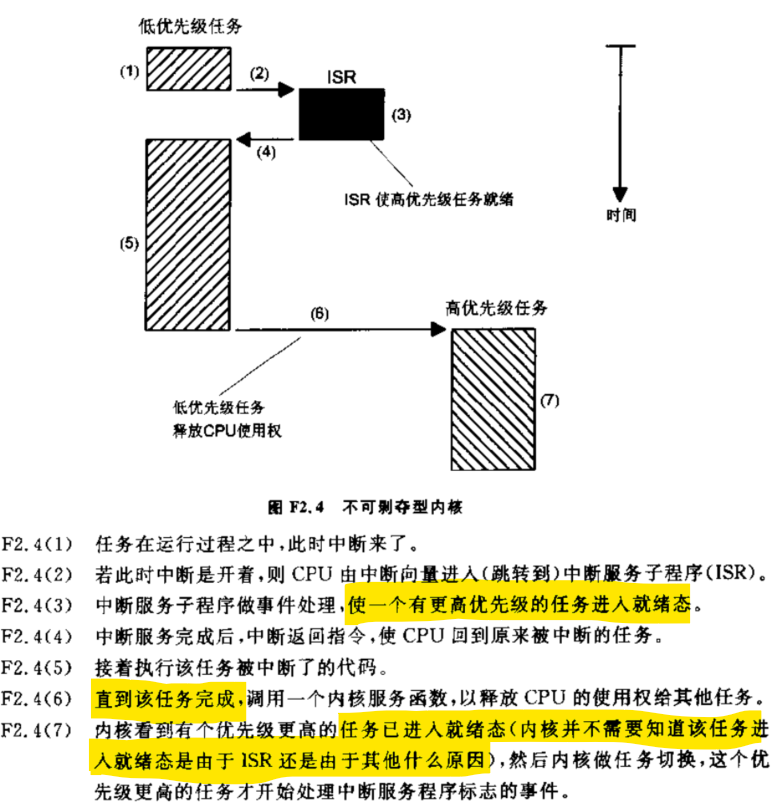 低优先级任务
(1)
(2)
ISR
(3)
(4)
ISR 使高优先级任务就绪
时间
(5)
(6)
高优先级任务
低优先级任务
释放CPU使用权
(7)
图 F2.4 不可剥夺型内核
F2.4(1) 任务在运行过程之中,此时中断来了。
F2.4(2) 若此时中断是开着,则 CPU 由中断向量进入(跳转到)中断服务子程序(ISR)。
F2.4(3) 中断服务子程序做事件处理,使一个有更高优先级的任务进入就绪态。
F2.4(4) 中断服务完成后,中断返回指令,使 CPU 回到原来被中断的任务。
F2.4(5) 接着执行该任务被中断了的代码。
F2.4(6) 直到该任务完成,调用一个内核服务函数,以释放 CPU 的使用权给其他任务。
F2.4(7) 内核看到有个优先级更高的任务已进入就绪态(内核并不需要知道该任务进
入就绪态是由于 ISR 还是由于其他什么原因),然后内核做任务切换,这个优
先级更高的任务才开始处理中断服务程序标志的事件。